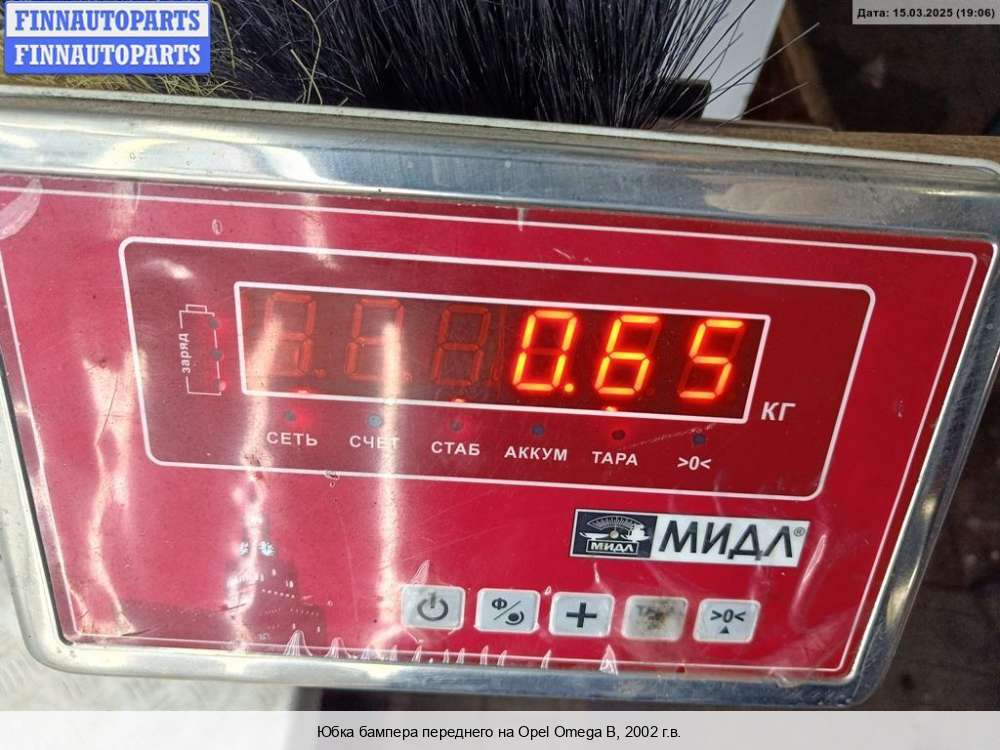 FINNAUTOPARTS
FINNAUTOPARTS
Дата: 15.03.2025 (19:06)
заряд
0.65
КГ
СЕТЬ СЧЕТ СТАБ АККУМ ТАРА >0<
МИДЛ МИДЛ®
Ф + >0<
Юбка бампера переднего на Opel Omega B, 2002 г.в.